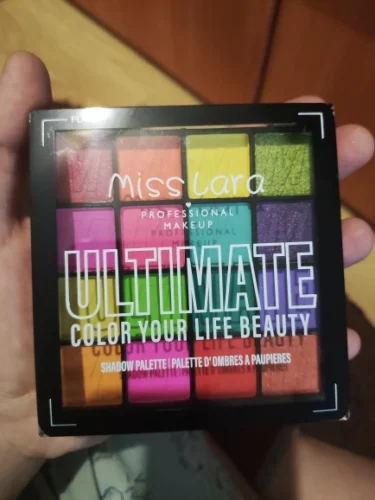 Miss Lara
PROFESSIONAL
MAKEUP
ULTIMATE
COLOR YOUR LIFE BEAUTY
SHADOW PALETTE | PALETTE D' OMBRES A PAUPIERES